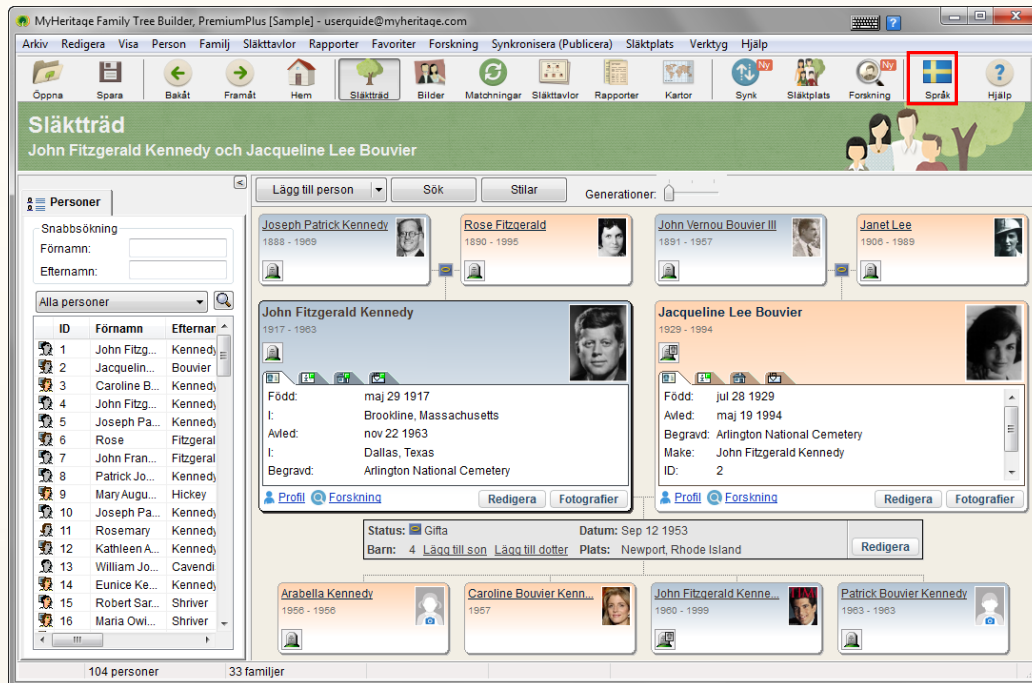 MyHeritage Family Tree Builder, PremiumPlus [Sample] - userguide@myheritage.com
Arkiv Redigera Visa Person Familj Släkttavlor Rapporter Favoriter Forskning Synkronisera (Publicera) Släktplats Verktyg Hjälp
Ny Ny
Öppna Spara Bakåt Framåt Hem Släktträd Bilder Matchningar Släkttavlor Rapporter Kartor Synk Släktplats Forskning Språk Hjälp
Släktträd
John Fitzgerald Kennedy och Jacqueline Lee Bouvier
Personer
Snabbsökning
Förnamn:
Efternamn:
Alla personer
ID Förnamn Efternar
1 John Fitzg... Kennedy
2 Jacquelin... Bouvier
3 Caroline B... Kennedy
4 John Fitzg... Kennedy
5 Joseph Pa... Kennedy
6 Rose Fitzgeral
7 John Fran... Fitzgeral
8 Patrick Jo... Kennedy
9 Mary Augu... Hickey
10 Joseph Pa... Kennedy
11 Rosemary Kennedy
12 Kathleen A... Kennedy
13 William Jo... Cavendi
14 Eunice Ke... Kennedy
15 Robert Sar... Shriver
16 Maria Owi... Shriver
Lägg till person Sök Stilar Generationer:
Joseph Patrick Kennedy
1888 - 1969
Rose Fitzgerald
1890 - 1995
John Vernou Bouvier III
1891 - 1957
Janet Lee
1906 - 1989
John Fitzgerald Kennedy
1917 - 1963
Född: maj 29 1917
I: Brookline, Massachusetts
Avled: nov 22 1963
I: Dallas, Texas
Begravd: Arlington National Cemetery
Profil Forskning Redigera Fotografier
Jacqueline Lee Bouvier
1929 - 1994
Född: jul 28 1929
Avled: maj 19 1994
Begravd: Arlington National Cemetery
Make: John Fitzgerald Kennedy
ID: 2
Profil Forskning Redigera Fotografier
Status: Gifta Datum: Sep 12 1953
Barn: 4 Lägg till son Lägg till dotter Plats: Newport, Rhode Island
Redigera
Arabella Kennedy
1956 - 1956
Caroline Bouvier Kenn...
1957
John Fitzgerald Kenne...
1960 - 1999
Patrick Bouvier Kennedy
1963 - 1963
104 personer 33 familjer